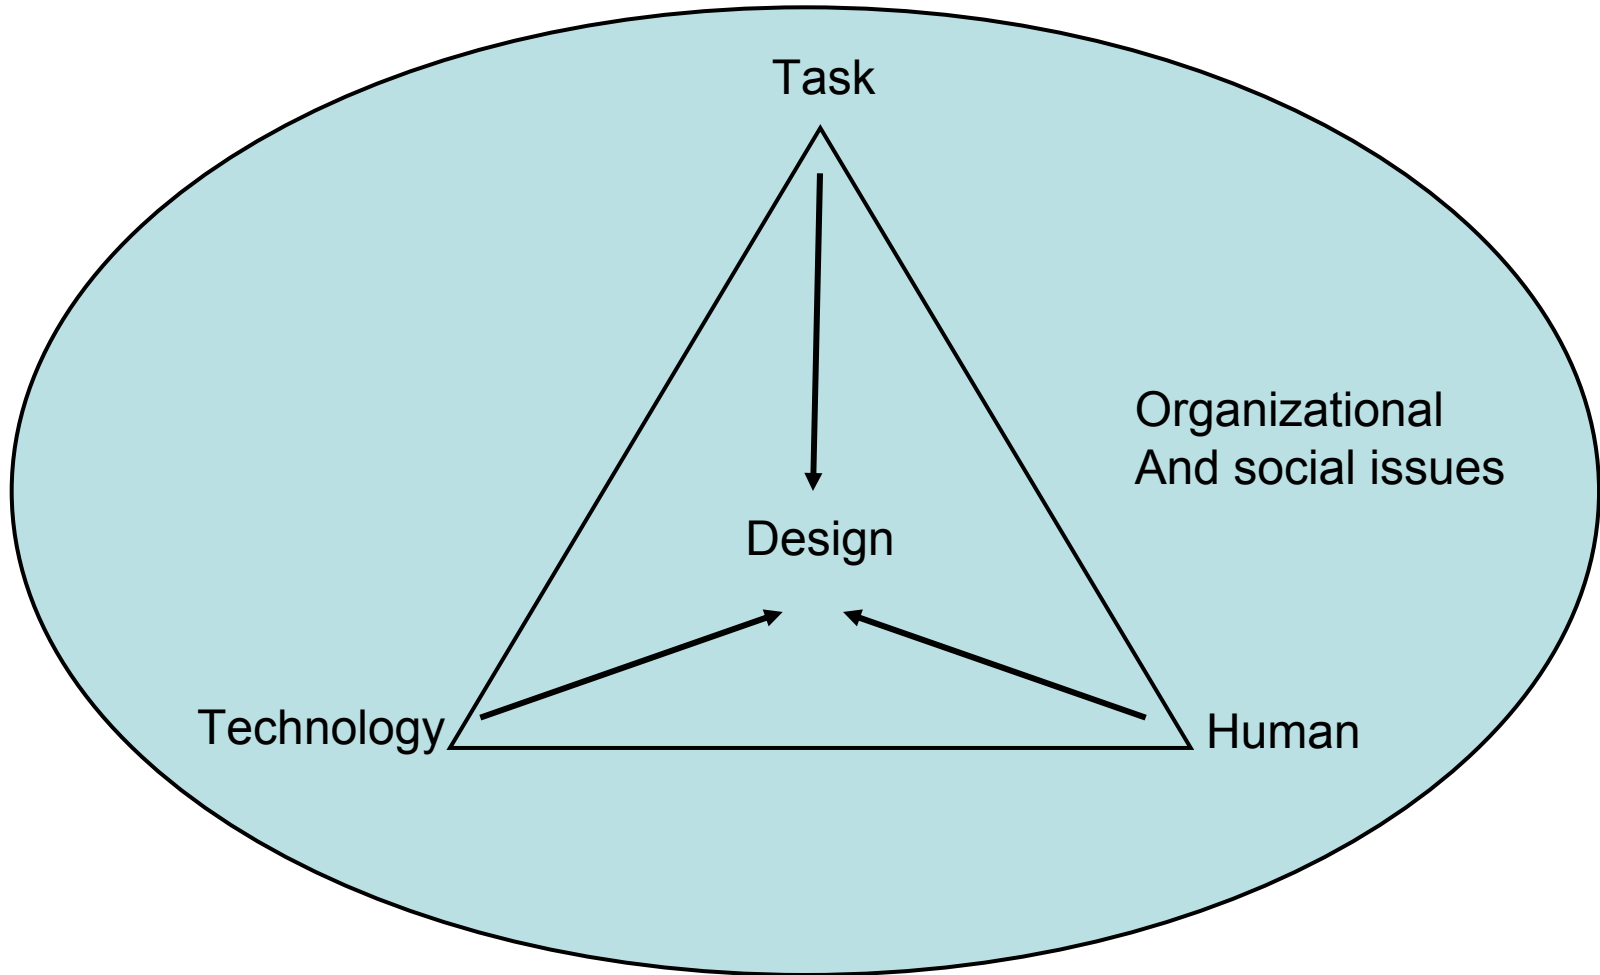 Task
Organizational
And social issues
Design
Technology
Human